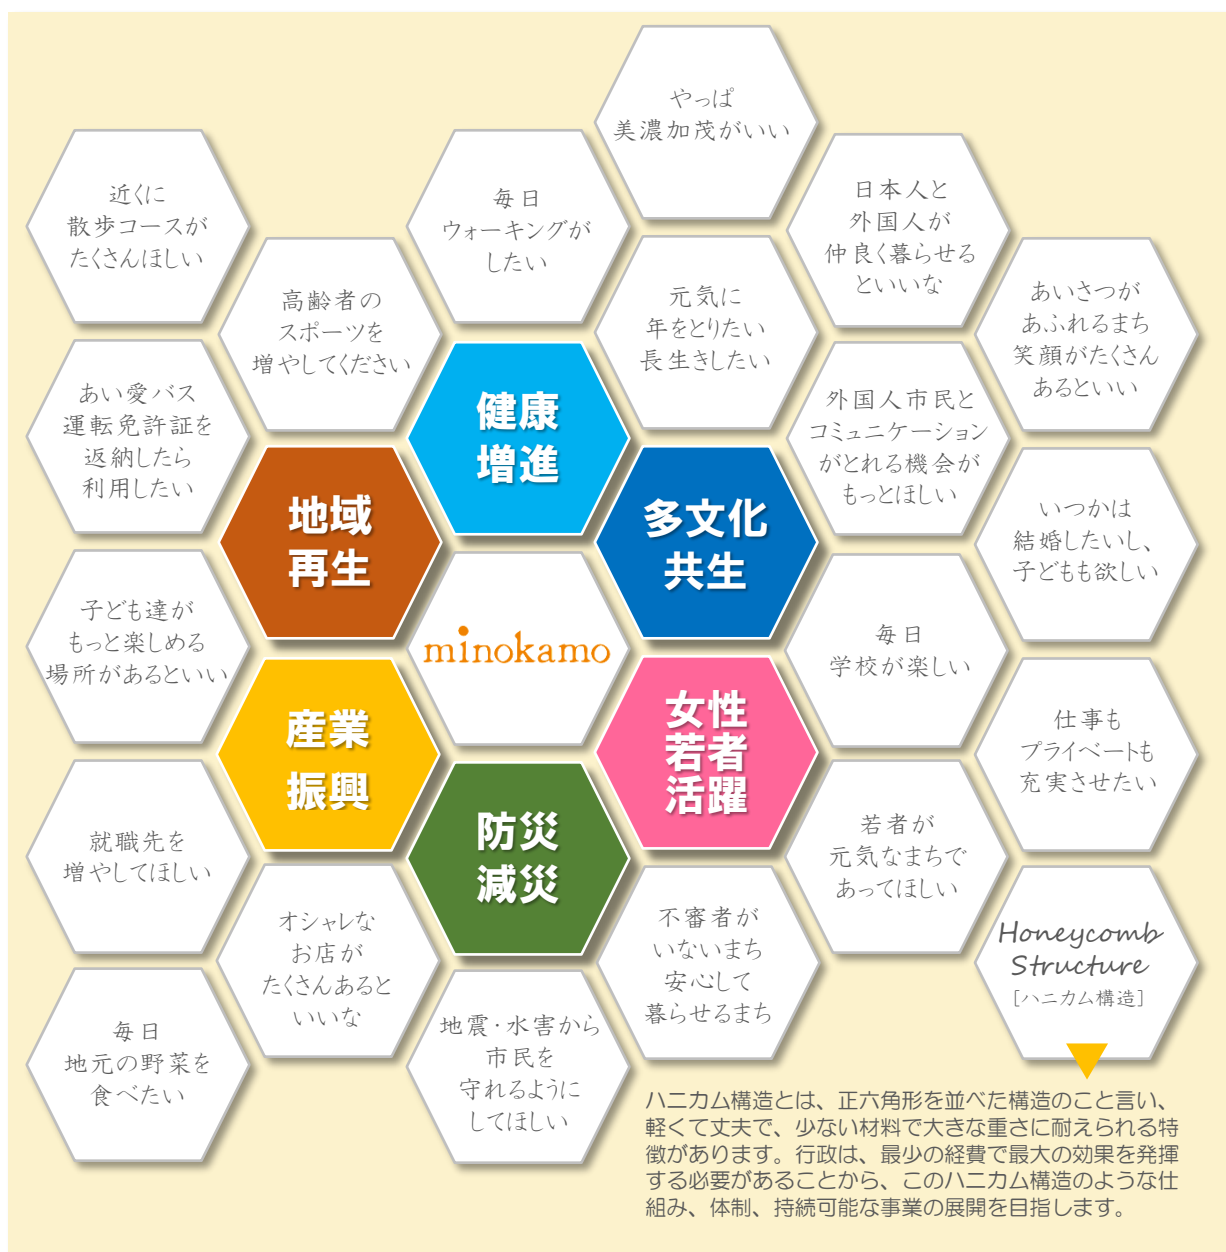 やっぱ
美濃加茂がいい
近くに
散歩コースが
たくさんほしい
毎日
ウォーキングが
したい
日本人と
外国人が
仲良く暮らせる
といいな
高齢者の
スポーツを
増やしてください
元気に
年をとりたい
長生きしたい
あいさつが
あふれるまち
笑顔がたくさん
あるといい
あい愛バス
運転免許証を
返納したら
利用したい
健康
増進
外国人市民と
コミュニケーション
がとれる機会が
もっとほしい
地域
再生
多文化
共生
いつかは
結婚したいし、
子どもも欲しい
子ども達が
もっと楽しめる
場所があるといい
minokamo
毎日
学校が楽しい
産業
振興
女性
若者
活躍
仕事も
プライベートも
充実させたい
就職先を
増やしてほしい
防災
減災
若者が
元気なまちで
あってほしい
オシャレな
お店が
たくさんあると
いいな
不審者が
いないまち
安心して
暮らせるまち
Honeycomb
Structure
［ハニカム構造］
毎日
地元の野菜を
食べたい
地震・水害から
市民を
守れるように
してほしい
ハニカム構造とは、正六角形を並べた構造のこと言い、
軽くて丈夫で、少ない材料で大きな重さに耐えられる特
徴があります。行政は、最少の経費で最大の効果を発揮
する必要があることから、このハニカム構造のような仕
組み、体制、持続可能な事業の展開を目指します。